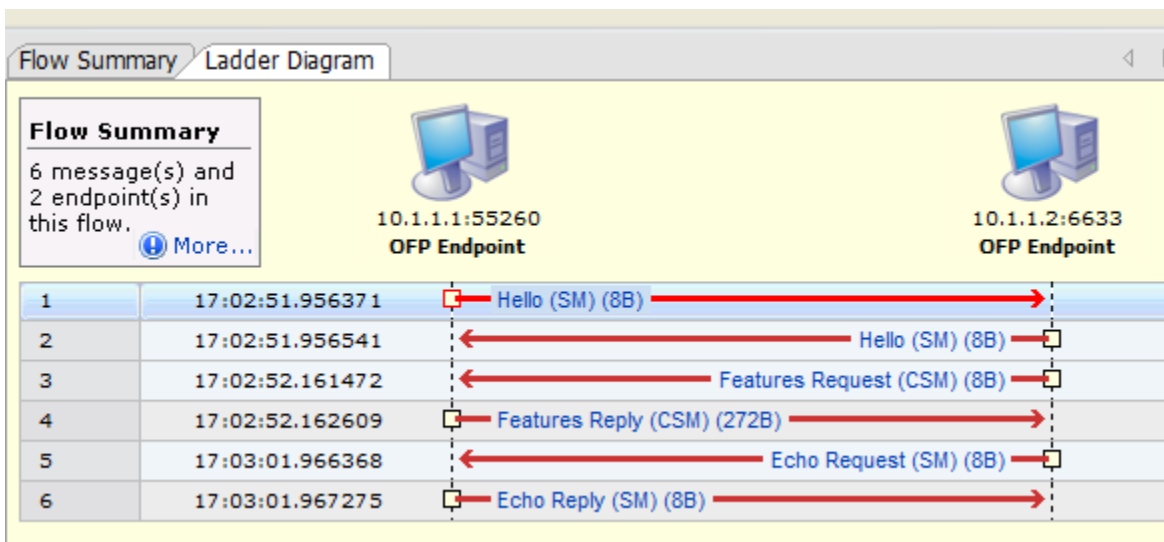 Flow Summary Ladder Diagram
Flow Summary
6 message(s) and
2 endpoint(s) in
this flow.
More...
10.1.1.1:55260
OFP Endpoint
10.1.1.2:6633
OFP Endpoint
1 17:02:51.956371 Hello (SM) (8B)
2 17:02:51.956541 Hello (SM) (8B)
3 17:02:52.161472 Features Request (CSM) (8B)
4 17:02:52.162609 Features Reply (CSM) (272B)
5 17:03:01.966368 Echo Request (SM) (8B)
6 17:03:01.967275 Echo Reply (SM) (8B)